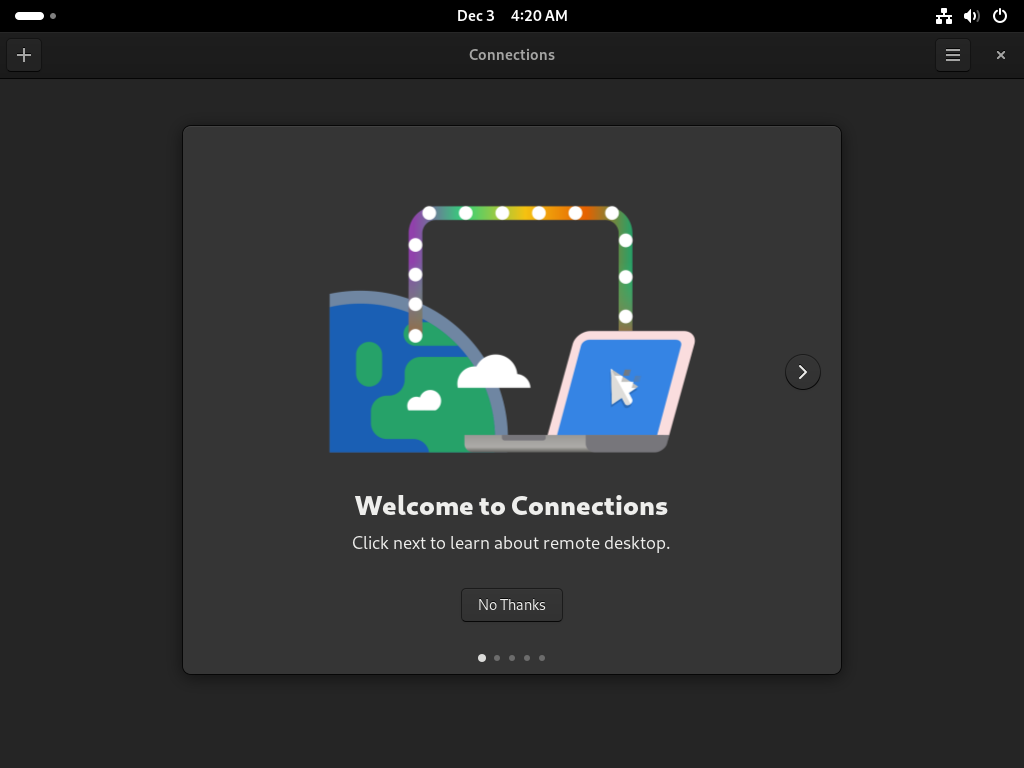 Dec 3 4:20 AM
Connections
Welcome to Connections
Click next to learn about remote desktop.
No Thanks